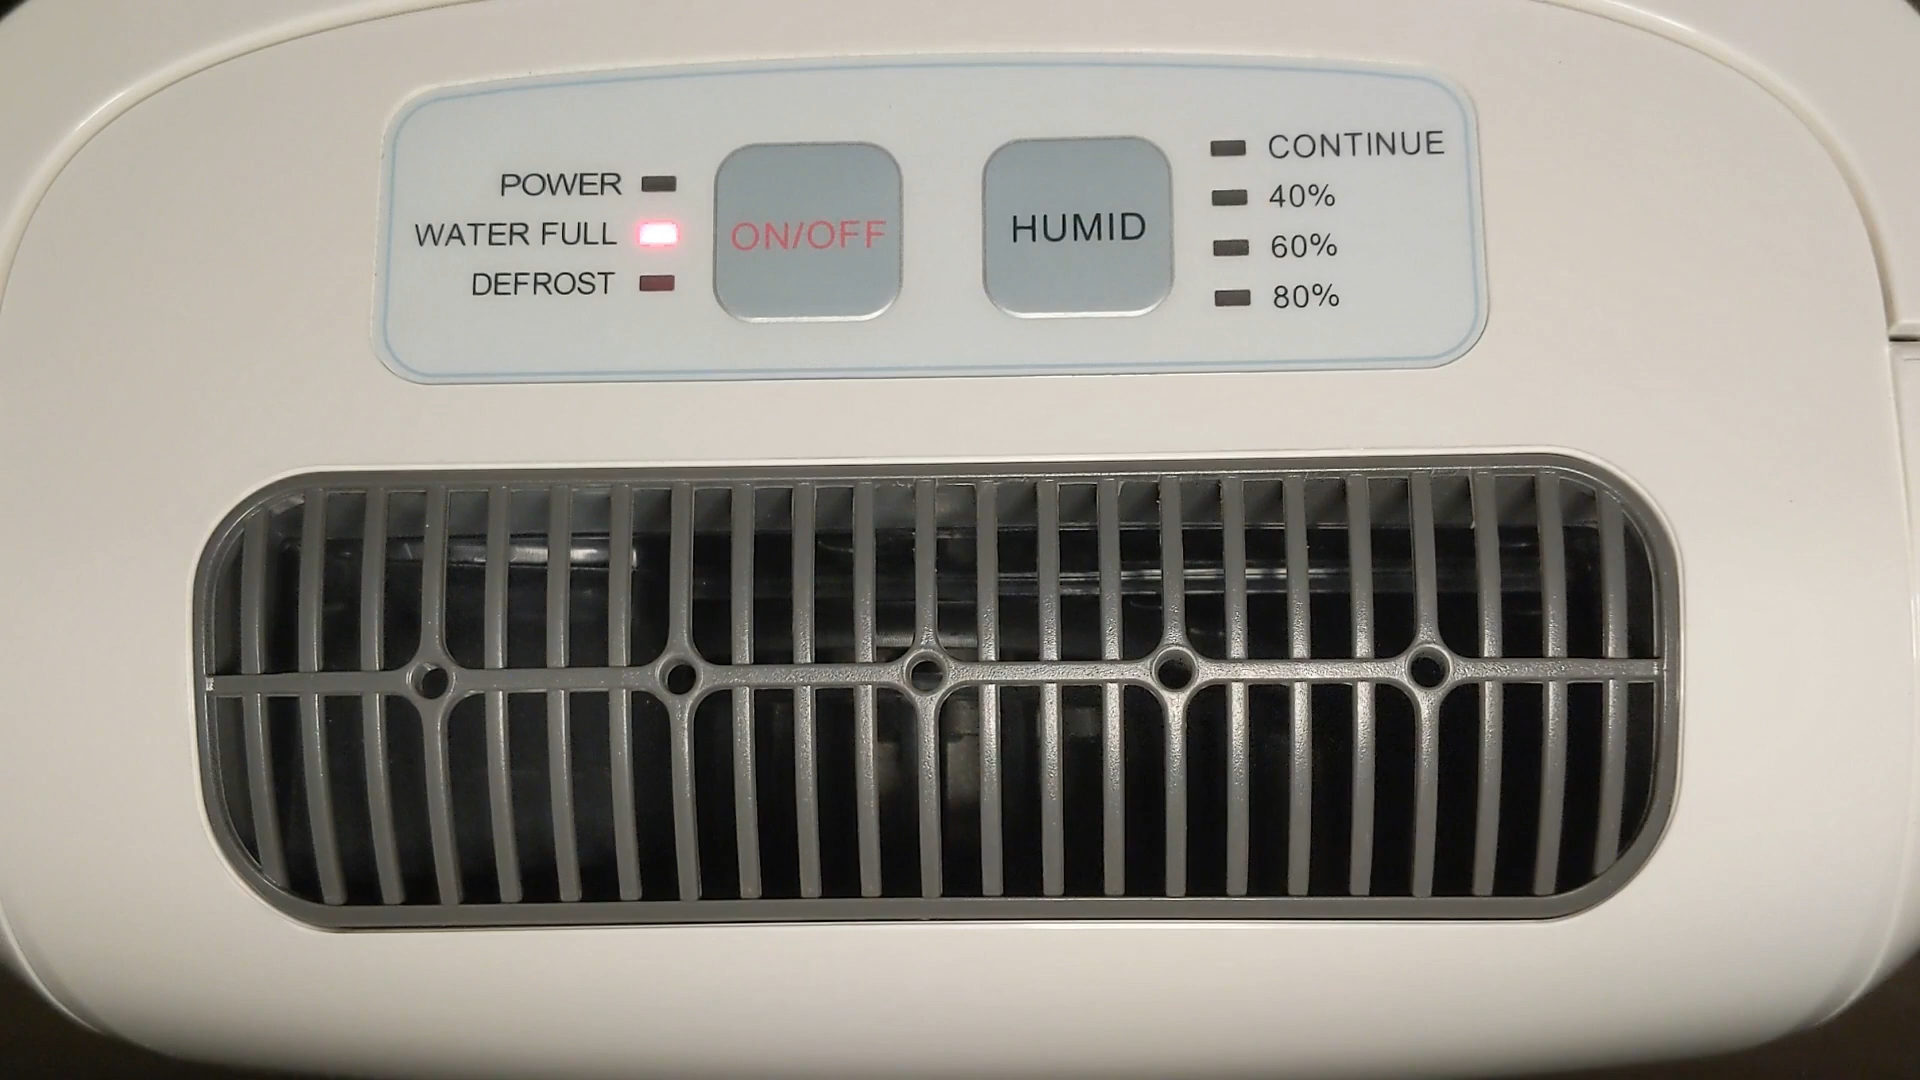 POWER
WATER FULL
DEFROST
ON/OFF
HUMID
CONTINUE
40%
60%
80%